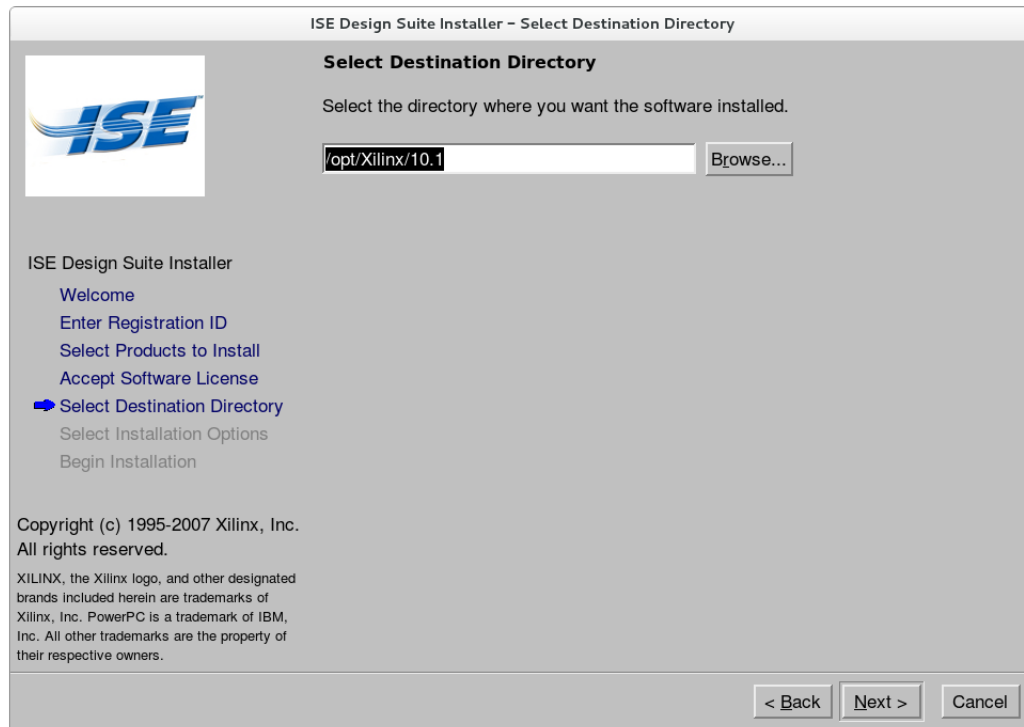 ISE Design Suite Installer – Select Destination Directory
ISE
Select Destination Directory
Select the directory where you want the software installed.
/opt/Xilinx/10.1
Browse...
ISE Design Suite Installer
Welcome
Enter Registration ID
Select Products to Install
Accept Software License
Select Destination Directory
Select Installation Options
Begin Installation
Copyright (c) 1995-2007 Xilinx, Inc.
All rights reserved.
XILINX, the Xilinx logo, and other designated
brands included herein are trademarks of
Xilinx, Inc. PowerPC is a trademark of IBM,
Inc. All other trademarks are the property of
their respective owners.
< Back
Next >
Cancel